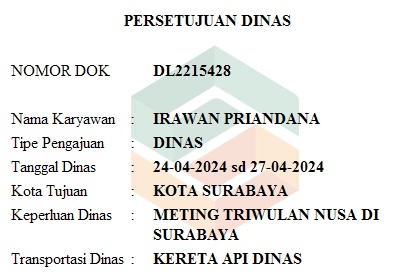 PERSETUJUAN DINAS
NOMOR DOK DL2215428
Nama Karyawan : IRAWAN PRIANDANA
Tipe Pengajuan : DINAS
Tanggal Dinas : 24-04-2024 sd 27-04-2024
Kota Tujuan : KOTA SURABAYA
Keperluan Dinas : METING TRIWULAN NUSA DI
SURABAYA
Transportasi Dinas : KERETA API DINAS